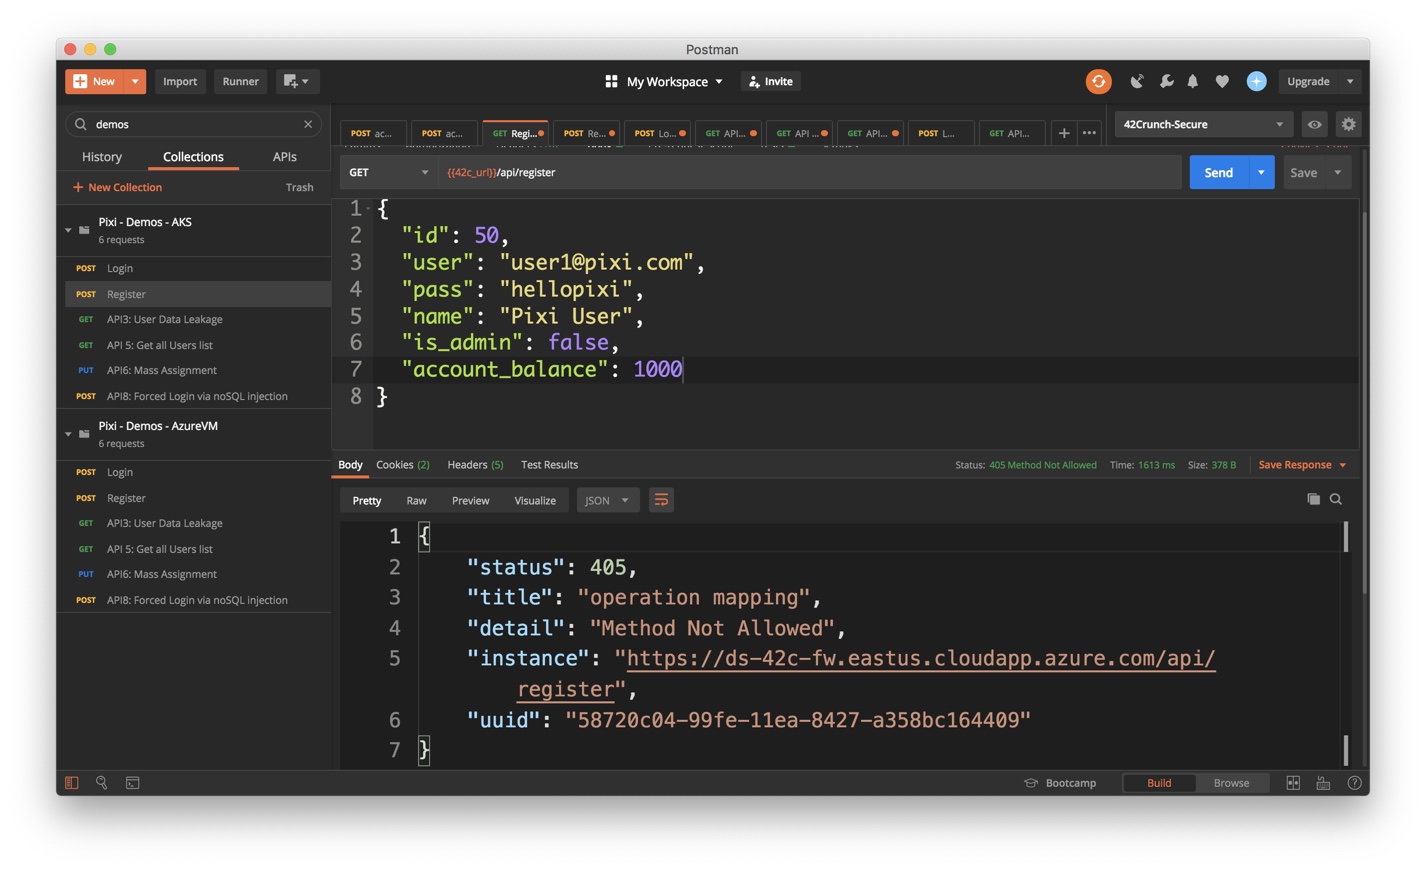 Postman
New
Import
Runner
My Workspace
Invite
Upgrade
demos
History
Collections
APIs
+ New Collection
Trash
Pixi - Demos - AKS
6 requests
POST Login
POST Register
GET API3: User Data Leakage
GET API 5: Get all Users list
PUT API6: Mass Assignment
POST API8: Forced Login via noSQL injection
Pixi - Demos - AzureVM
6 requests
POST Login
POST Register
GET API3: User Data Leakage
GET API 5: Get all Users list
PUT API6: Mass Assignment
POST API8: Forced Login via noSQL injection
POST ac...
POST ac...
GET Regi...
POST Re...
POST Lo...
GET API...
GET API ...
GET API...
POST L...
GET API...
42Crunch-Secure
GET
{{42c_url}}/api/register
Send
Save
1 {
2 "id": 50,
3 "user": "user1@pixi.com",
4 "pass": "hellopixi",
5 "name": "Pixi User",
6 "is_admin": false,
7 "account_balance": 1000
8 }
Body
Cookies (2)
Headers (5)
Test Results
Status: 405 Method Not Allowed
Time: 1613 ms
Size: 378 B
Save Response
Pretty
Raw
Preview
Visualize
JSON
1 {
2 "status": 405,
3 "title": "operation mapping",
4 "detail": "Method Not Allowed",
5 "instance": "https://ds-42c-fw.eastus.cloudapp.azure.com/api/
register",
6 "uuid": "58720c04-99fe-11ea-8427-a358bc164409"
7 }
Bootcamp
Build
Browse